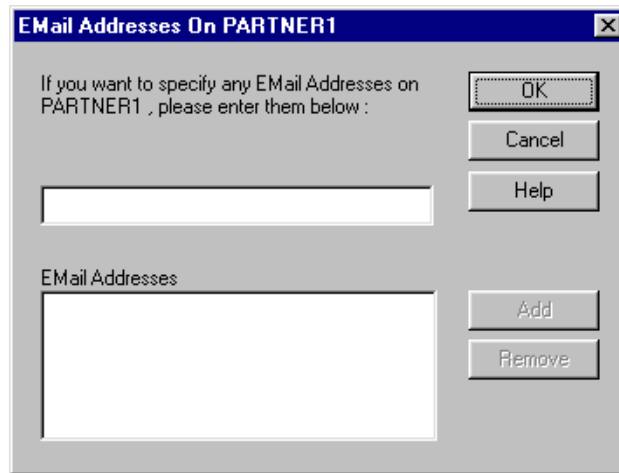 EMail Addresses On PARTNER1
If you want to specify any EMail Addresses on
PARTNER1 , please enter them below :
OK
Cancel
Help
EMail Addresses
Add
Remove